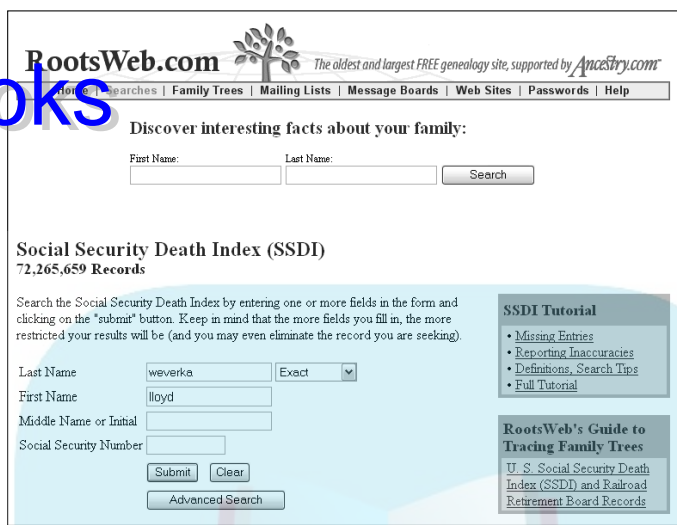 RootsWeb.com The oldest and largest FREE genealogy site, supported by Ancestry.com
oks
Home | Searches | Family Trees | Mailing Lists | Message Boards | Web Sites | Passwords | Help
Discover interesting facts about your family:
First Name: Last Name:
Search
Social Security Death Index (SSDI)
72,265,659 Records
Search the Social Security Death Index by entering one or more fields in the form and
clicking on the "submit" button. Keep in mind that the more fields you fill in, the more
restricted your results will be (and you may even eliminate the record you are seeking).
Last Name weverka Exact
First Name lloyd
Middle Name or Initial
Social Security Number
Submit Clear
Advanced Search
SSDI Tutorial
• Missing Entries
• Reporting Inaccuracies
• Definitions, Search Tips
• Full Tutorial
RootsWeb's Guide to
Tracing Family Trees
U. S. Social Security Death
Index (SSDI) and Railroad
Retirement Board Records